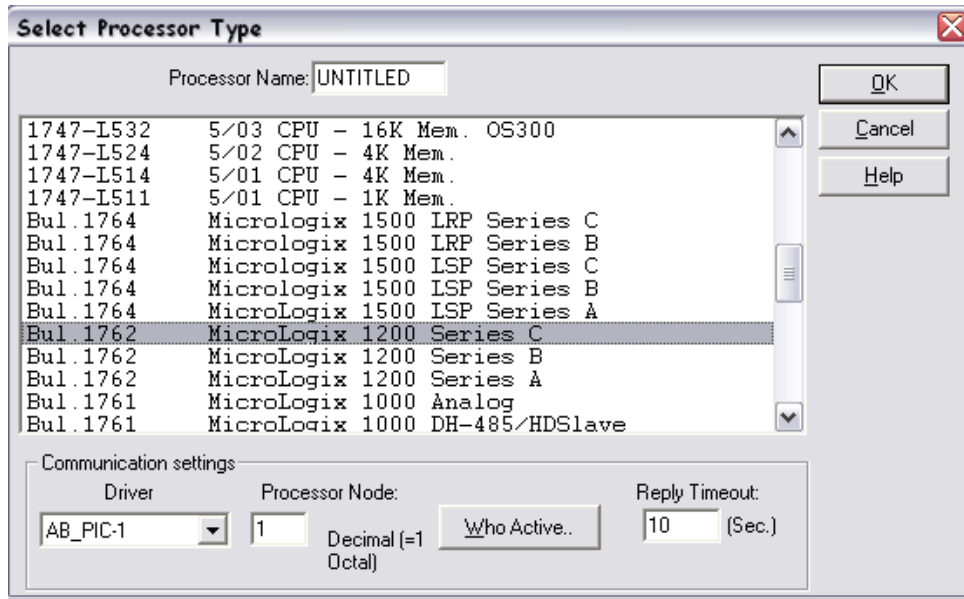 Select Processor Type
Processor Name: UNTITLED
OK
Cancel
Help
1747-L532 5/03 CPU - 16K Mem. OS300
1747-L524 5/02 CPU - 4K Mem.
1747-L514 5/01 CPU - 4K Mem.
1747-L511 5/01 CPU - 1K Mem.
Bul.1764 Micrologix 1500 LRP Series C
Bul.1764 Micrologix 1500 LRP Series B
Bul.1764 Micrologix 1500 LSP Series C
Bul.1764 Micrologix 1500 LSP Series B
Bul.1764 MicroLogix 1500 LSP Series A
Bul.1762 MicroLogix 1200 Series C
Bul.1762 MicroLogix 1200 Series B
Bul.1762 MicroLogix 1200 Series A
Bul.1761 MicroLogix 1000 Analog
Bul.1761 MicroLogix 1000 DH-485/HDSlave
Communication settings
Driver
Processor Node:
Reply Timeout:
AB_PIC-1
1
Decimal (=1
Octal)
Who Active..
10
(Sec.)